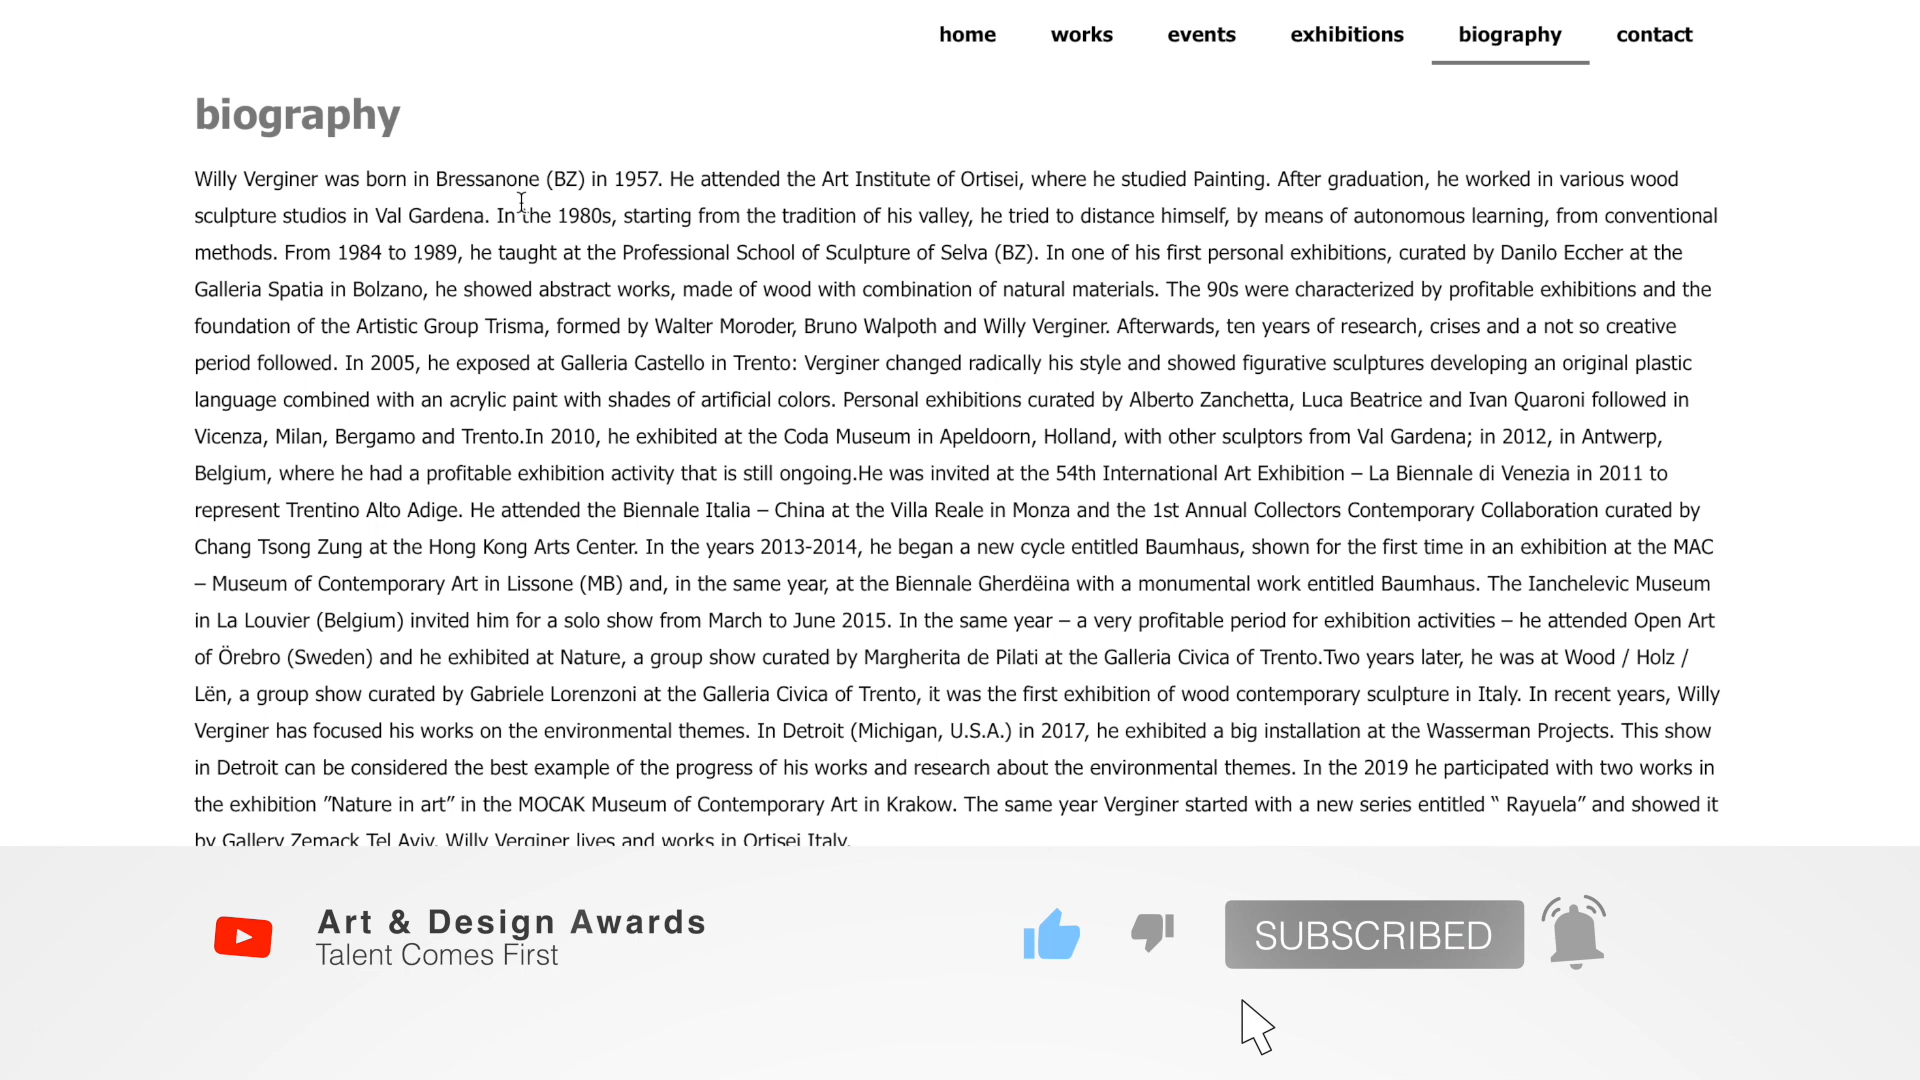 home works events exhibitions biography contact
biography
Willy Verginer was born in Bressanone (BZ) in 1957. He attended the Art Institute of Ortisei, where he studied Painting. After graduation, he worked in various wood
sculpture studios in Val Gardena. In the 1980s, starting from the tradition of his valley, he tried to distance himself, by means of autonomous learning, from conventional
methods. From 1984 to 1989, he taught at the Professional School of Sculpture of Selva (BZ). In one of his first personal exhibitions, curated by Danilo Eccher at the
Galleria Spatia in Bolzano, he showed abstract works, made of wood with combination of natural materials. The 90s were characterized by profitable exhibitions and the
foundation of the Artistic Group Trisma, formed by Walter Moroder, Bruno Walpoth and Willy Verginer. Afterwards, ten years of research, crises and a not so creative
period followed. In 2005, he exposed at Galleria Castello in Trento: Verginer changed radically his style and showed figurative sculptures developing an original plastic
language combined with an acrylic paint with shades of artificial colors. Personal exhibitions curated by Alberto Zanchetta, Luca Beatrice and Ivan Quaroni followed in
Vicenza, Milan, Bergamo and Trento.In 2010, he exhibited at the Coda Museum in Apeldoorn, Holland, with other sculptors from Val Gardena; in 2012, in Antwerp,
Belgium, where he had a profitable exhibition activity that is still ongoing.He was invited at the 54th International Art Exhibition – La Biennale di Venezia in 2011 to
represent Trentino Alto Adige. He attended the Biennale Italia – China at the Villa Reale in Monza and the 1st Annual Collectors Contemporary Collaboration curated by
Chang Tsong Zung at the Hong Kong Arts Center. In the years 2013-2014, he began a new cycle entitled Baumhaus, shown for the first time in an exhibition at the MAC
– Museum of Contemporary Art in Lissone (MB) and, in the same year, at the Biennale Gherdëina with a monumental work entitled Baumhaus. The Ianchelevic Museum
in La Louvier (Belgium) invited him for a solo show from March to June 2015. In the same year – a very profitable period for exhibition activities – he attended Open Art
of Örebro (Sweden) and he exhibited at Nature, a group show curated by Margherita de Pilati at the Galleria Civica of Trento.Two years later, he was at Wood / Holz /
Lën, a group show curated by Gabriele Lorenzoni at the Galleria Civica of Trento, it was the first exhibition of wood contemporary sculpture in Italy. In recent years, Willy
Verginer has focused his works on the environmental themes. In Detroit (Michigan, U.S.A.) in 2017, he exhibited a big installation at the Wasserman Projects. This show
in Detroit can be considered the best example of the progress of his works and research about the environmental themes. In the 2019 he participated with two works in
the exhibition ”Nature in art” in the MOCAK Museum of Contemporary Art in Krakow. The same year Verginer started with a new series entitled “ Rayuela” and showed it
by Gallery Zemack Tel Aviv. Willy Verginer lives and works in Ortisei Italy.
Art & Design Awards
Talent Comes First
SUBSCRIBED